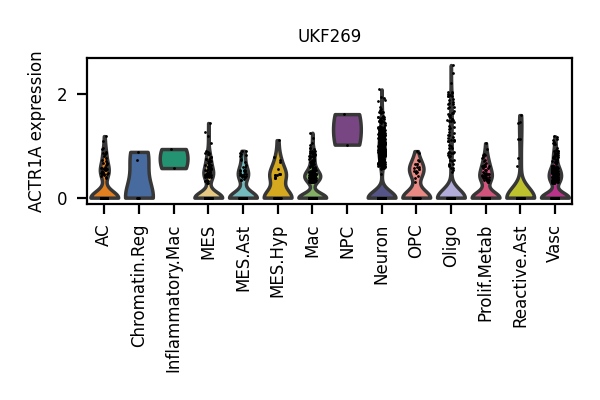 UKF269
ACTR1A expression
2
0
AC
Chromatin.Reg
Inflammatory.Mac
MES
MES.Ast
MES.Hyp
Mac
NPC
Neuron
OPC
Oligo
Prolif.Metab
Reactive.Ast
Vasc